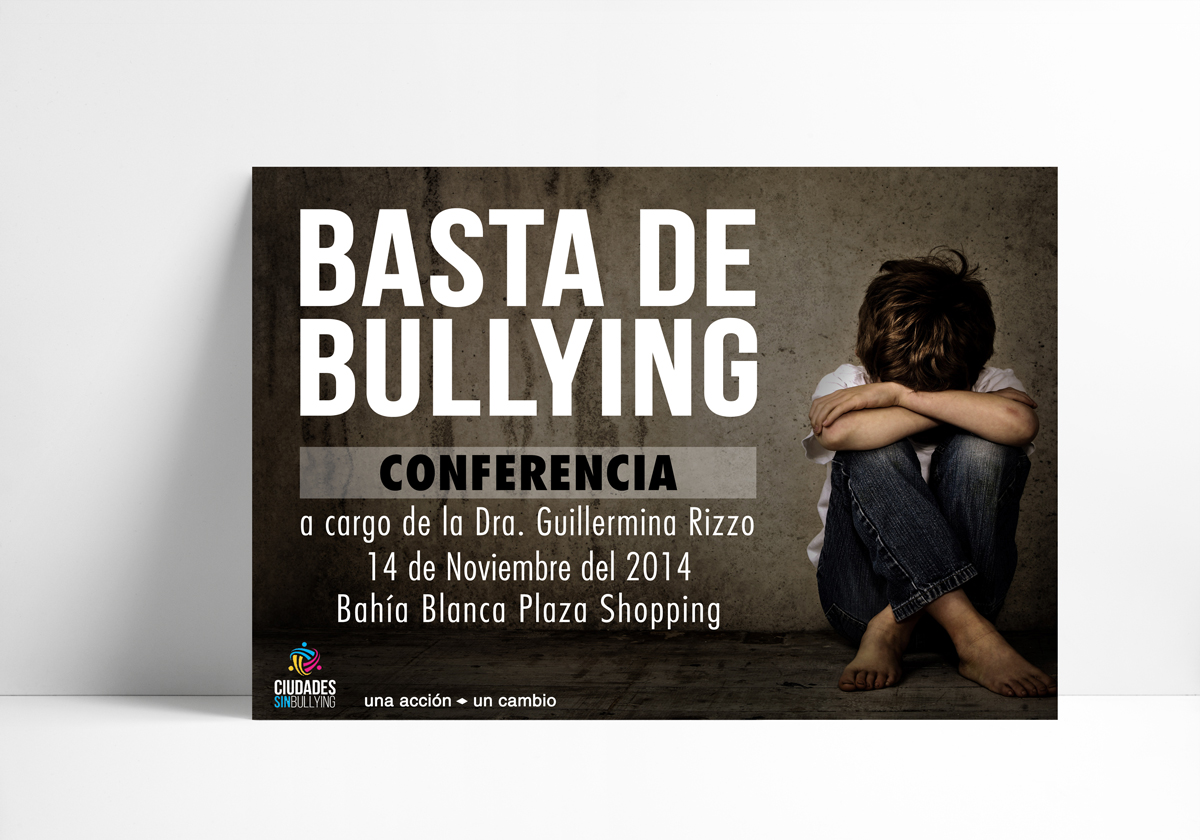 BASTA DE
BULLYING
CONFERENCIA
a cargo de la Dra. Guillermina Rizzo
14 de Noviembre del 2014
Bahía Blanca Plaza Shopping
CIUDADES
SINBULLYING
una acción un cambio